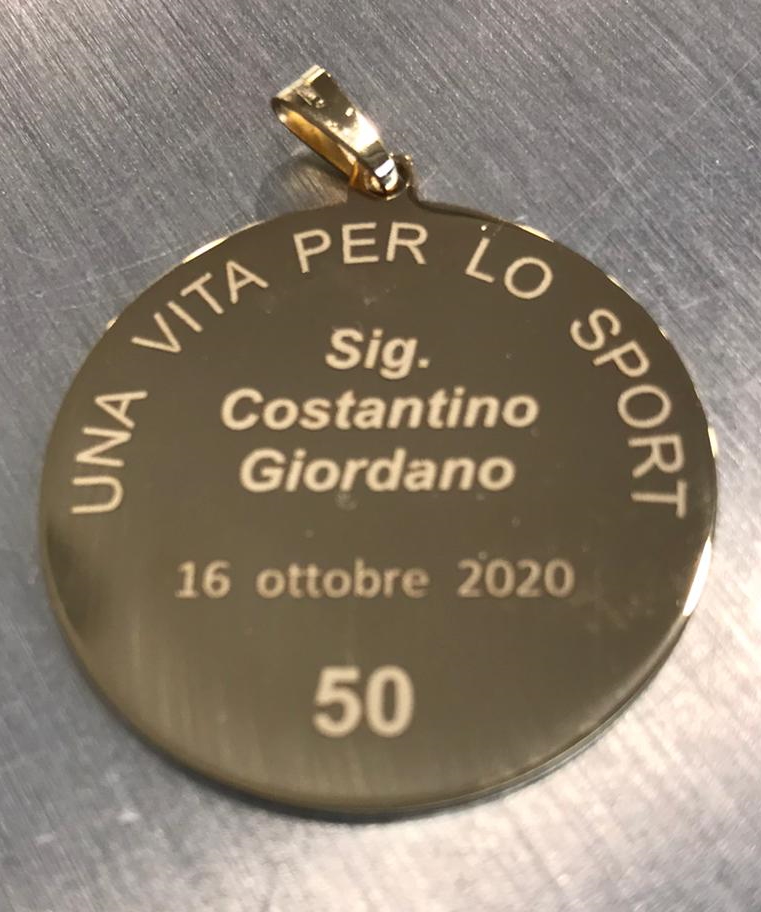 UNA VITA PER LO SPORT
Sig.
Costantino
Giordano
16 ottobre 2020
50